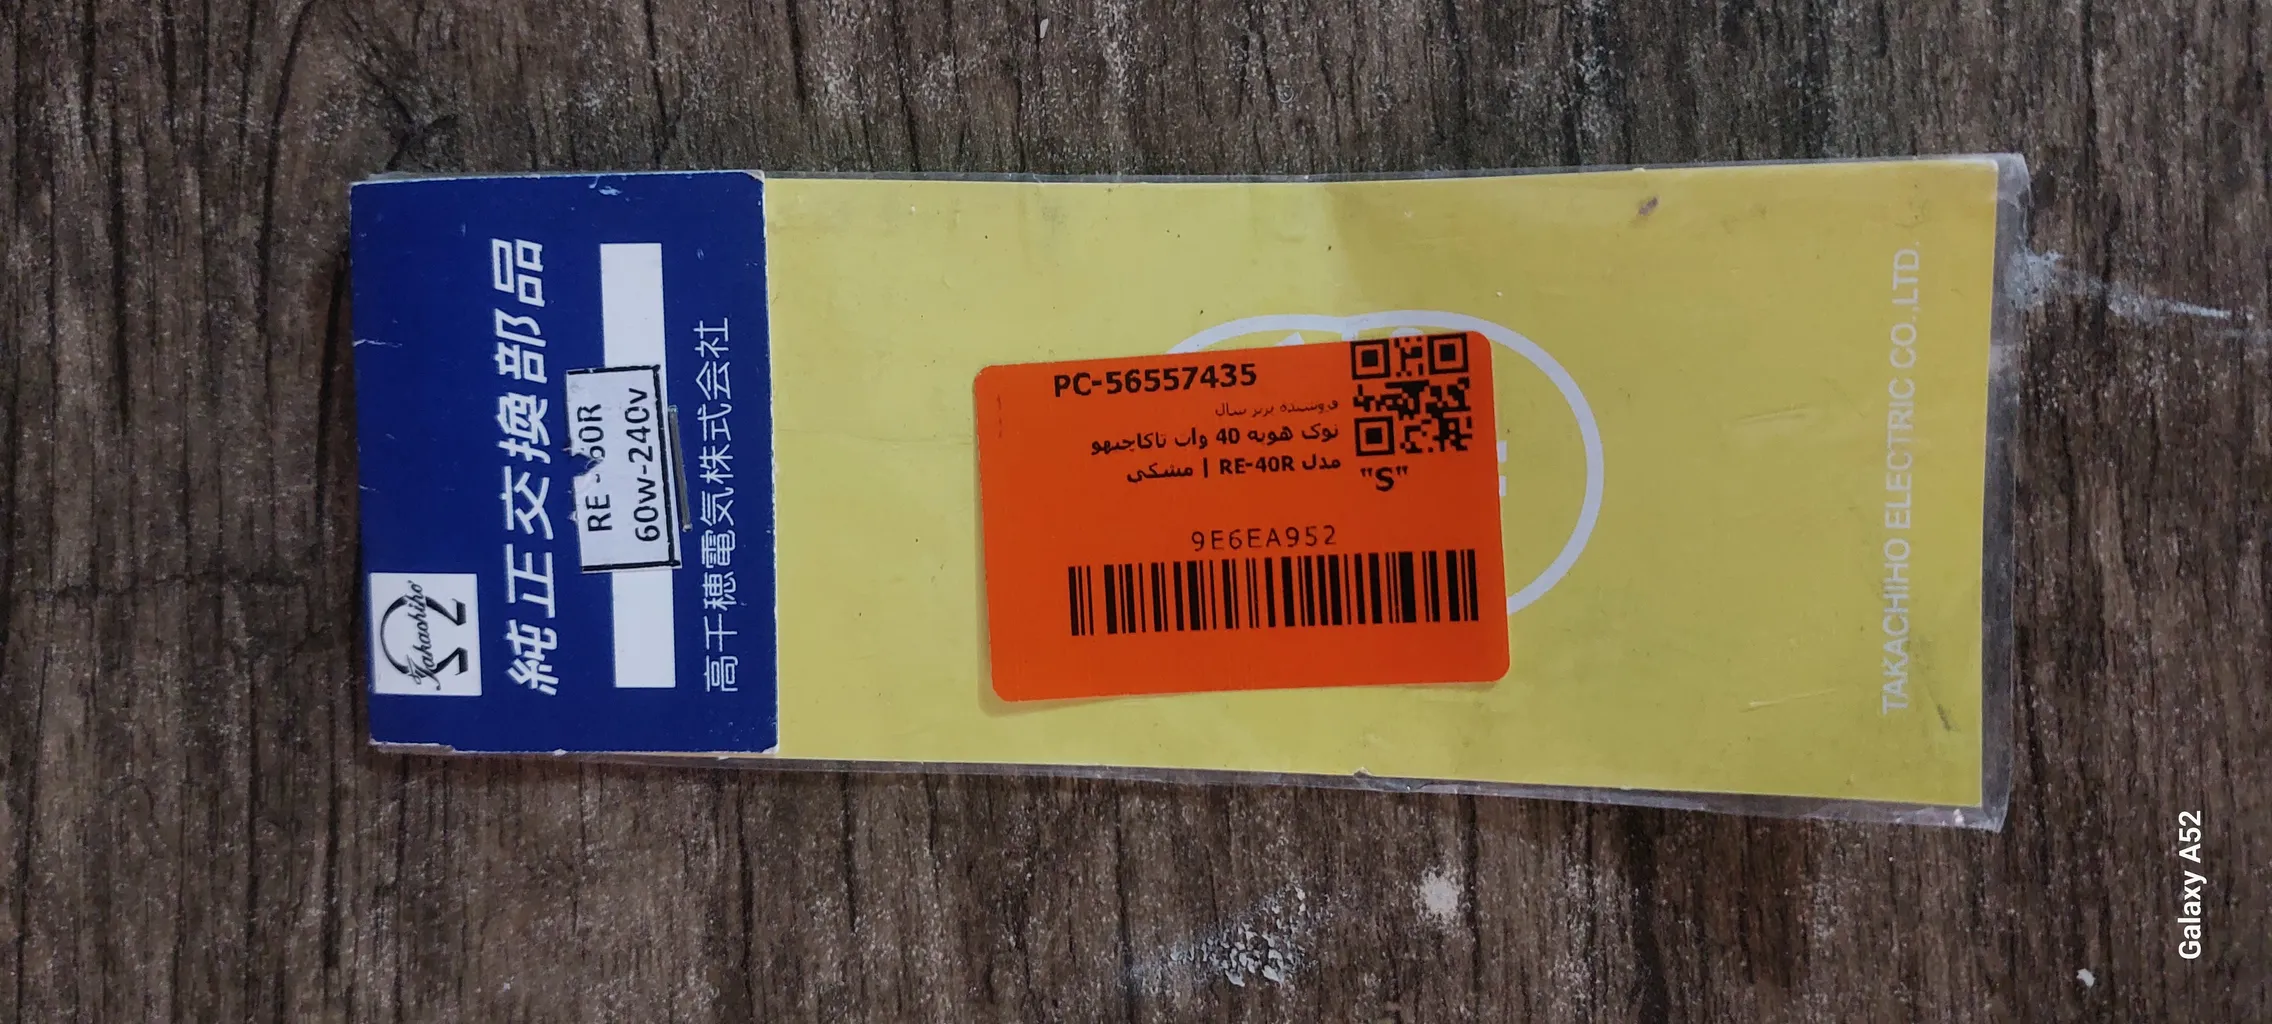 Takachiho
純正交換部品
RE - 60R
60w-240v
高千穂電気株式会社
PC-56557435
فروشنده برتر سال
نوک هویه 40 وات تاکاچیهو
مدل RE-40R | مشکی
"S"
9E6EA952
TAKACHIHO ELECTRIC CO.,LTD.
Galaxy A52